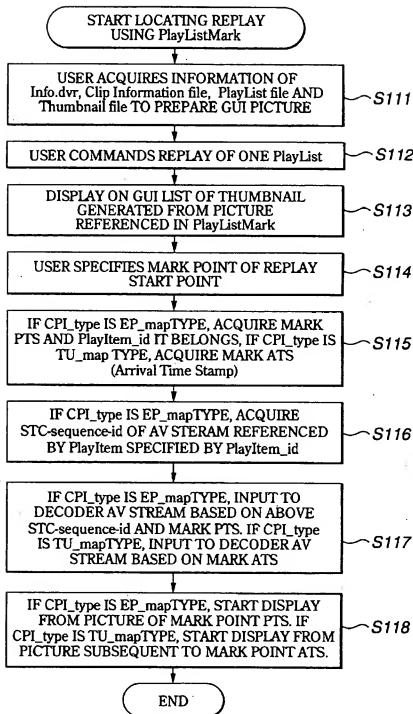 START LOCATING REPLAY
USING PlayListMark
USER ACQUIRES INFORMATION OF
Info.dvr, Clip Information file, PlayList file AND
Thumbnail file TO PREPARE GUI PICTURE
S111
USER COMMANDS REPLAY OF ONE PlayList
S112
DISPLAY ON GUI LIST OF THUMBNAIL
GENERATED FROM PICTURE
REFERENCED IN PlayListMark
S113
USER SPECIFIES MARK POINT OF REPLAY
START POINT
S114
IF CPI_type IS EP_mapTYPE, ACQUIRE MARK
PTS AND PlayItem_id IT BELONGS, IF CPI_type IS
TU_map TYPE, ACQUIRE MARK ATS
(Arrival Time Stamp)
S115
IF CPI_type IS EP_mapTYPE, ACQUIRE
STC-sequence-id OF AV STERAM REFERENCED
BY PlayItem SPECIFIED BY PlayItem_id
S116
IF CPI_type IS EP_mapTYPE, INPUT TO
DECODER AV STREAM BASED ON ABOVE
STC-sequence-id AND MARK PTS. IF CPI_type
IS TU_mapTYPE, INPUT TO DECODER AV
STREAM BASED ON MARK ATS
S117
IF CPI_type IS EP_mapTYPE, START DISPLAY
FROM PICTURE OF MARK POINT PTS. IF
CPI_type IS TU_mapTYPE, START DISPLAY FROM
PICTURE SUBSEQUENT TO MARK POINT ATS.
S118
END